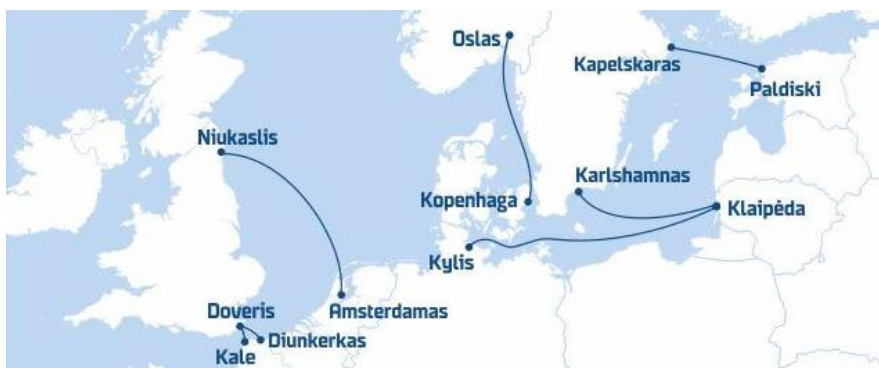 Oslas
Kapelskaras
Paldiski
Niukaslis
Karlshamnas
Kopenhaga
Klaipėda
Kylis
Doveris
Amsterdamas
Diunkerkas
Kale